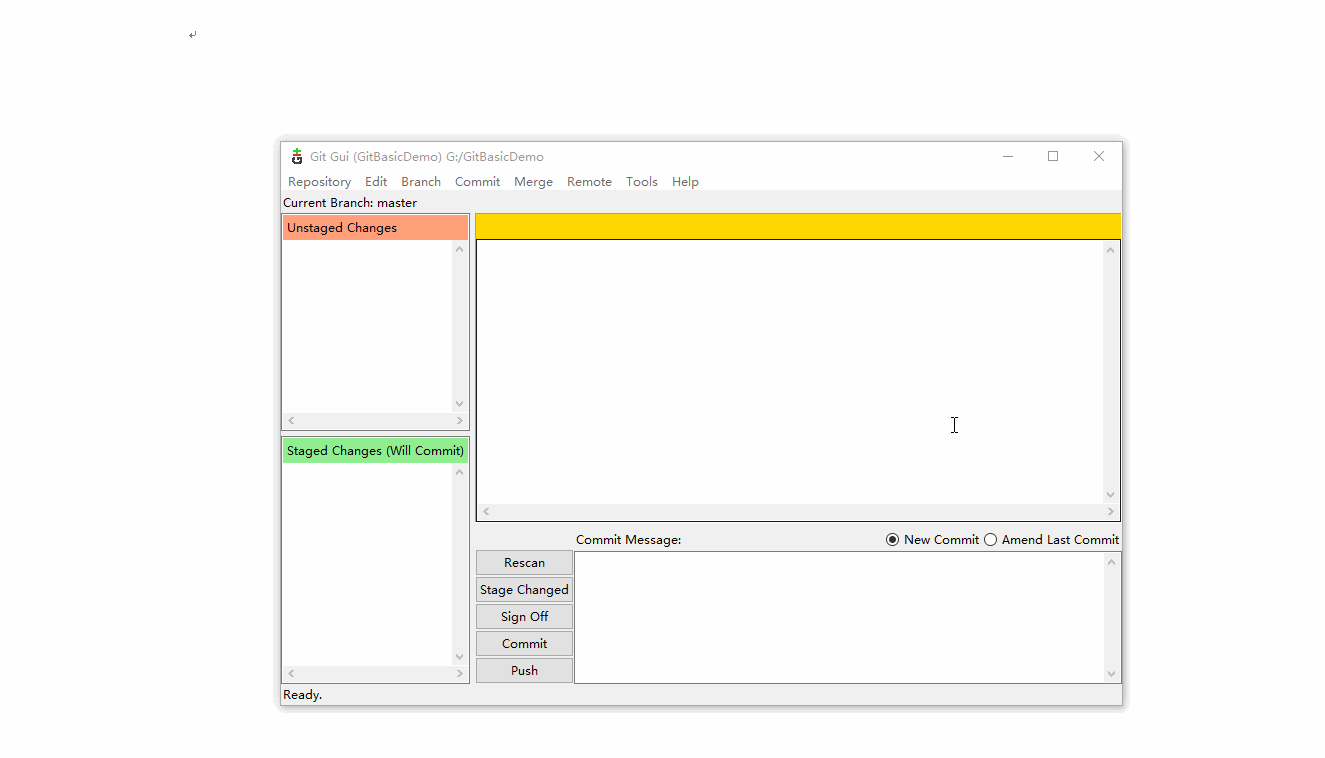 Git Gui (GitBasicDemo) G:/GitBasicDemo
Repository Edit Branch Commit Merge Remote Tools Help
Current Branch: master
Unstaged Changes
Staged Changes (Will Commit)
Commit Message:
New Commit Amend Last Commit
Rescan
Stage Changed
Sign Off
Commit
Push
Ready.